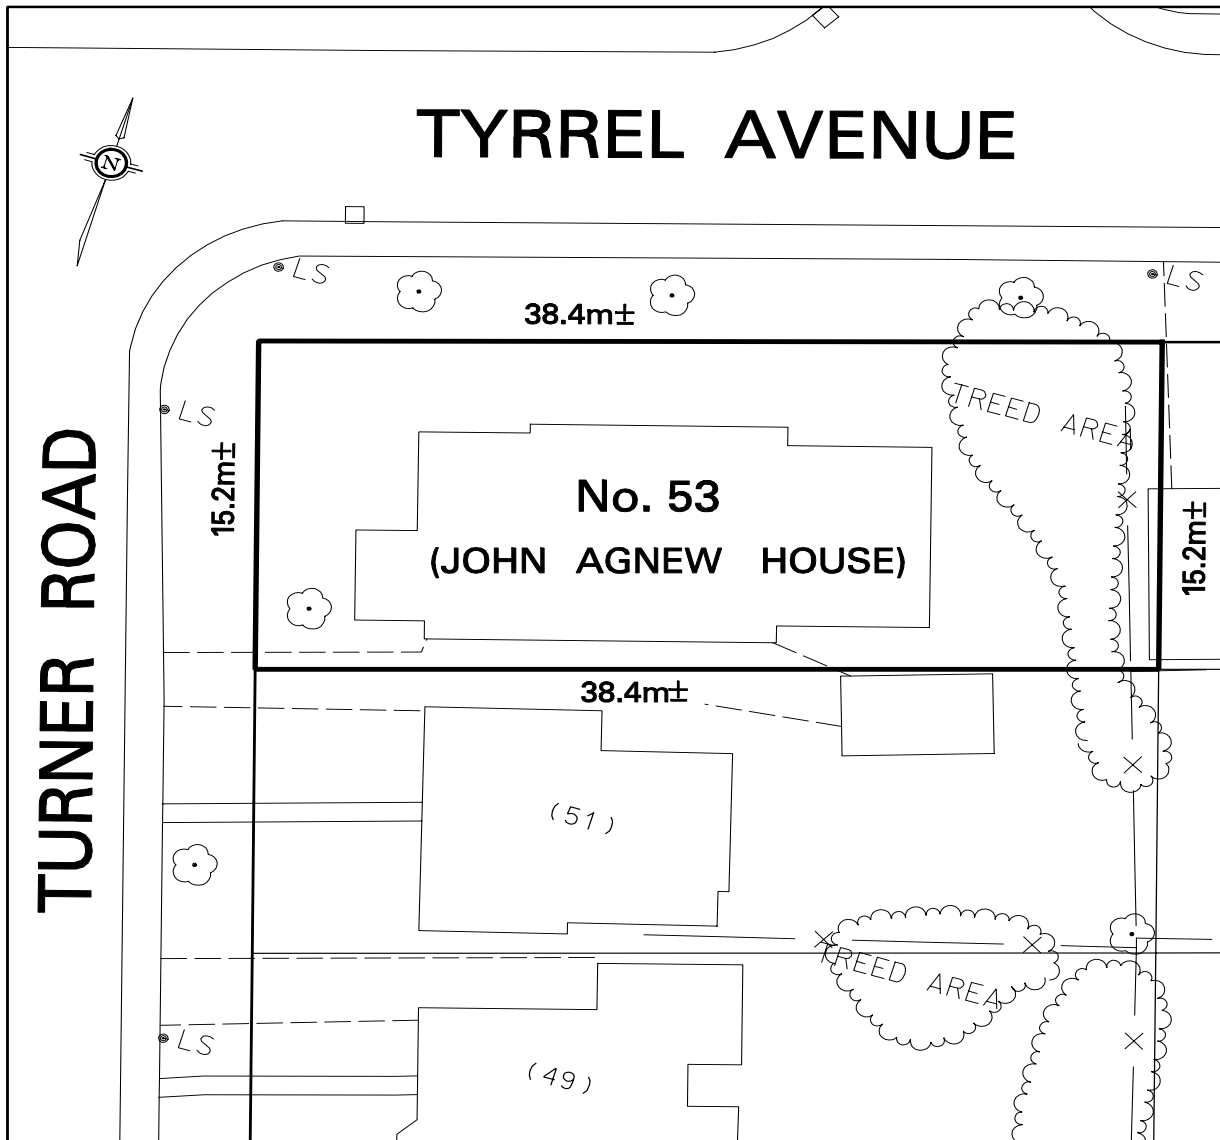 TYRREL AVENUE
N
LS
LS
38.4m±
TREED AREA
LS
15.2m±
TURNER ROAD
No. 53
(JOHN AGNEW HOUSE)
15.2m±
38.4m±
(51)
TREED AREA
LS
(49)